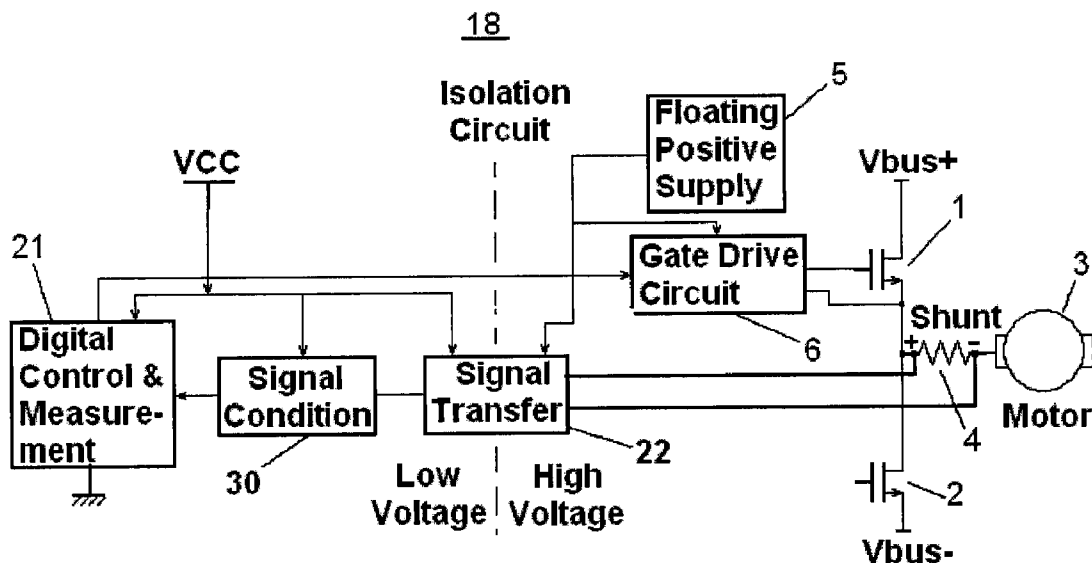 18
Isolation
Circuit
5
Floating
Positive
Supply
VCC
Vbus+
1
21
Gate Drive
Circuit
3
Shunt
+
-
6
Digital
Control &
Measure-
ment
Signal
Condition
Signal
Transfer
4
Motor
30
22
Low
Voltage
High
Voltage
2
Vbus-